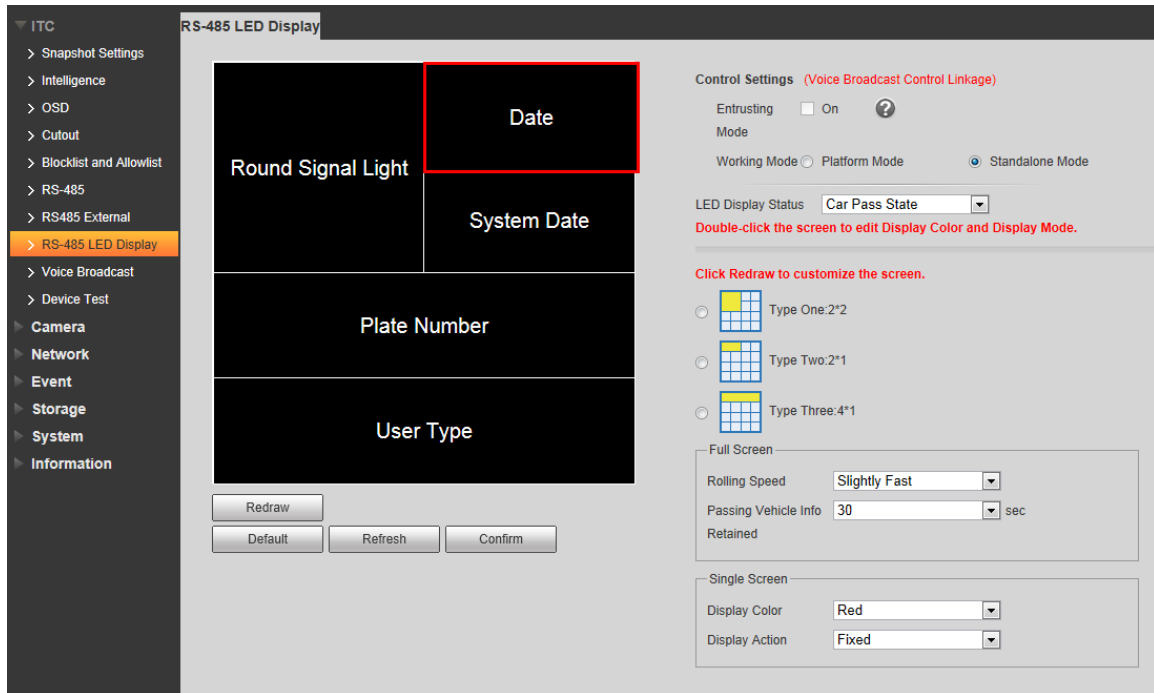 ITC
Snapshot Settings
Intelligence
OSD
Cutout
Blocklist and Allowlist
RS-485
RS485 External
RS-485 LED Display
Voice Broadcast
Device Test
Camera
Network
Event
Storage
System
Information
RS-485 LED Display
Round Signal Light
Date
System Date
Plate Number
User Type
Redraw
Default Refresh Confirm
Control Settings (Voice Broadcast Control Linkage)
Entrusting Mode On ?
Working Mode Platform Mode Standalone Mode
LED Display Status Car Pass State
Double-click the screen to edit Display Color and Display Mode.
Click Redraw to customize the screen.
Type One:2*2
Type Two:2*1
Type Three:4*1
Full Screen
Rolling Speed Slightly Fast
Passing Vehicle Info Retained 30 sec
Single Screen
Display Color Red
Display Action Fixed